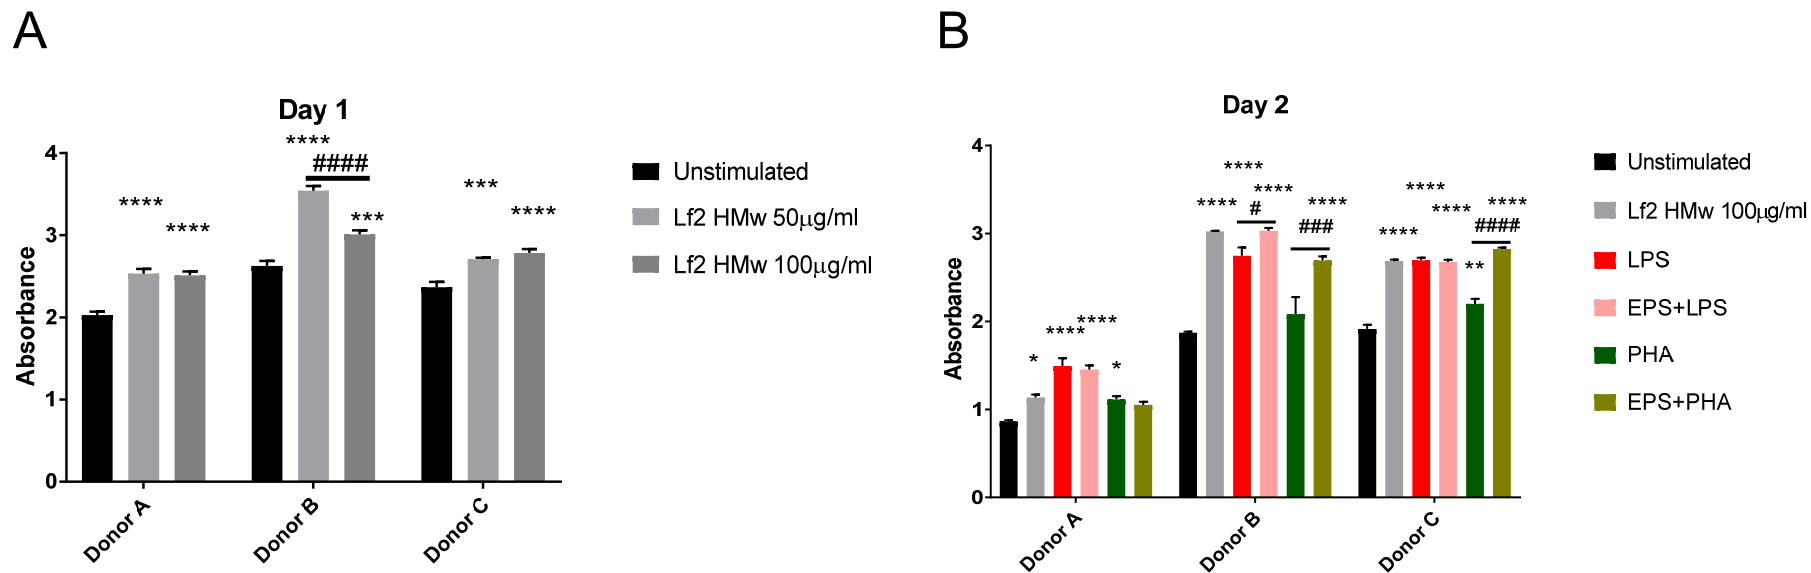 A
Day 1
****
####
****
****
***
***
****
4
3
2
1
0
Absorbance
Donor A
Donor B
Donor C
Unstimulated
Lf2 HMw 50µg/ml
Lf2 HMw 100µg/ml
B
Day 2
****
****
****
#
****
###
****
****
****
****
####
****
**
****
****
*
*
4
3
2
1
0
Absorbance
Donor A
Donor B
Donor C
Unstimulated
Lf2 HMw 100µg/ml
LPS
EPS+LPS
PHA
EPS+PHA